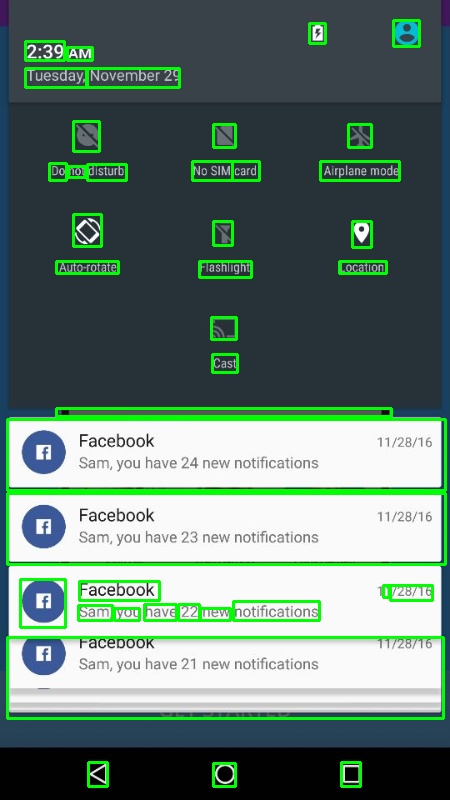 2:39 AM
Tuesday, November 29
Do not disturb
No SIM card
Airplane mode
Auto-rotate
Flashlight
Location
Cast
Facebook 11/28/16
Sam, you have 24 new notifications
Facebook 11/28/16
Sam, you have 23 new notifications
Facebook 11/28/16
Sam, you have 22 new notifications
Facebook 11/28/16
Sam, you have 21 new notifications
GET STARTED